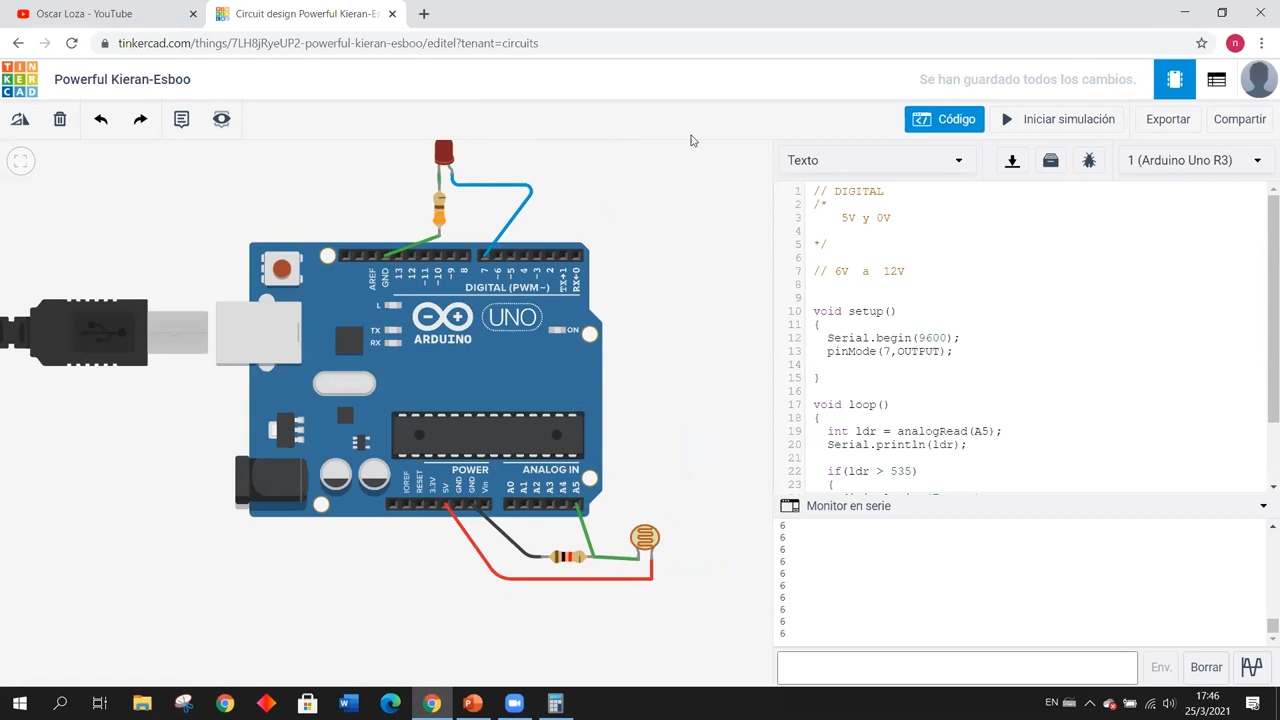 Oscar Loza - YouTube
Circuit design Powerful Kieran-Es
tinkercad.com/things/7LH8jRyeUP2-powerful-kieran-esboo/editel?tenant=circuits
n
TIN
KER
CAD
Powerful Kieran-Esboo
Se han guardado todos los cambios.
Código
Iniciar simulación
Exportar
Compartir
Texto
1 (Arduino Uno R3)
1 // DIGITAL
2 /*
3 5V y 0V
4
5 */
6
7 // 6V a 12V
8
9
10 void setup()
11 {
12 Serial.begin(9600);
13 pinMode(7,OUTPUT);
14
15 }
16
17 void loop()
18 {
19 int ldr = analogRead(A5);
20 Serial.println(ldr);
21
22 if(ldr > 535)
23 {
AREF
GND
13
12
~11
~10
~9
8
7
~6
~5
4
~3
2
TX→1
RX←0
DIGITAL (PWM~)
L
TX
RX
UNO
ON
ARDUINO
POWER
ANALOG IN
IOREF
RESET
3.3V
5V
GND
GND
Vin
A0
A1
A2
A3
A4
A5
Monitor en serie
6
6
6
6
6
6
6
6
6
6
Env.
Borrar
EN
17:46
25/3/2021